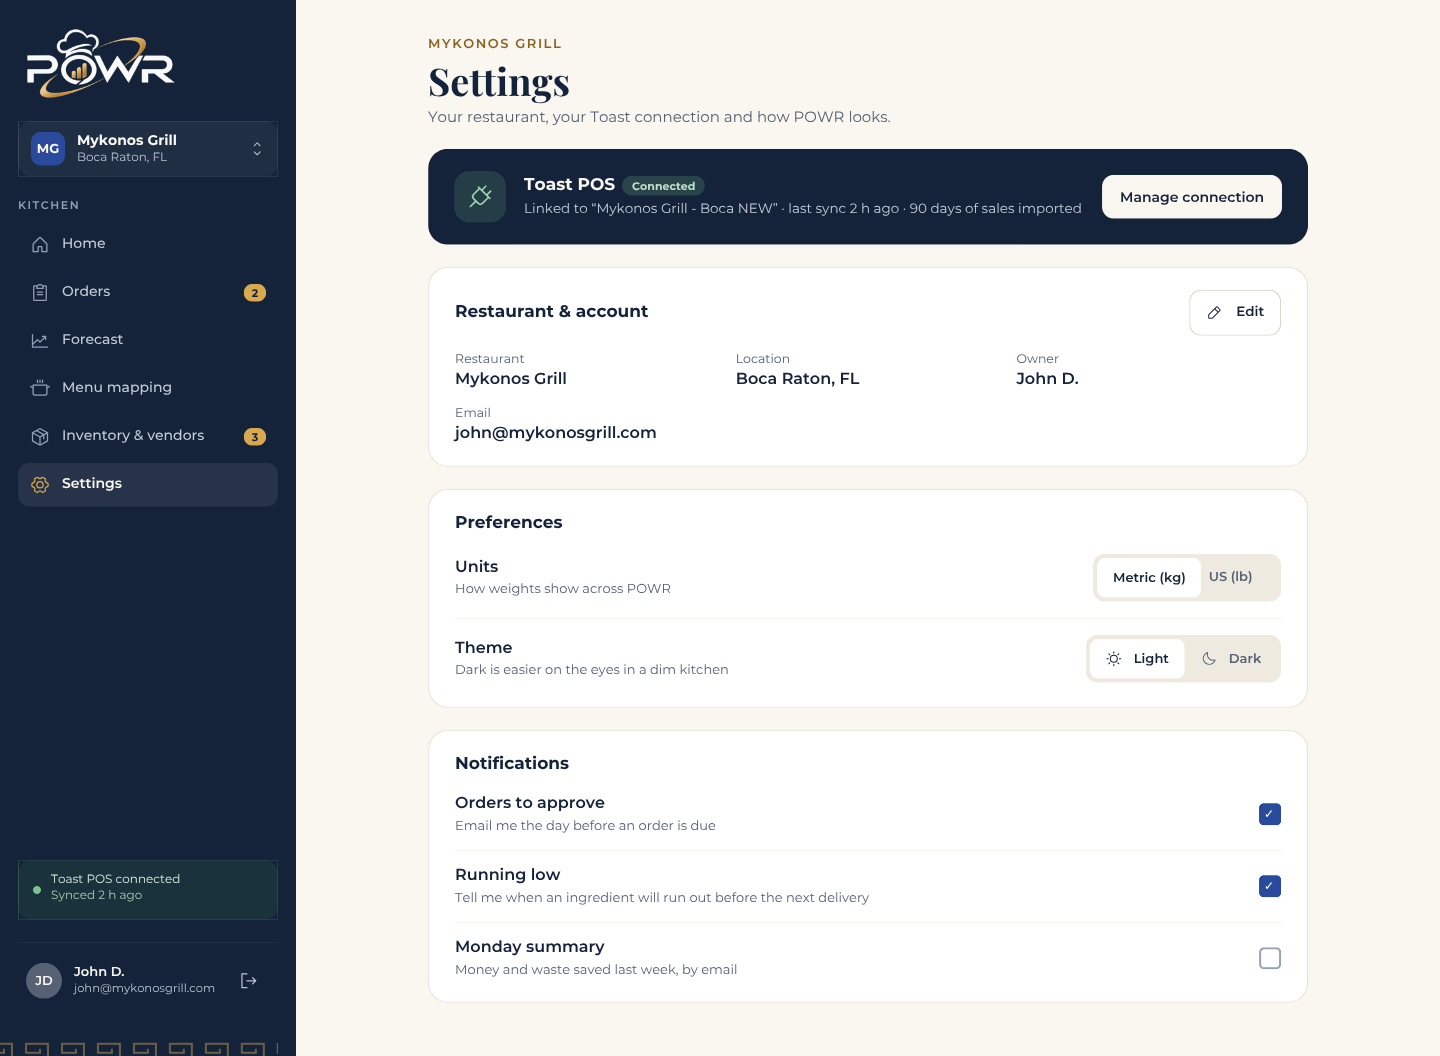 POWR
MG
Mykonos Grill
Boca Raton, FL
KITCHEN
Home
Orders
2
Forecast
Menu mapping
Inventory & vendors
3
Settings
Toast POS connected
Synced 2 h ago
JD
John D.
john@mykonosgrill.com
MYKONOS GRILL
Settings
Your restaurant, your Toast connection and how POWR looks.
Toast POS
Connected
Linked to “Mykonos Grill - Boca NEW” · last sync 2 h ago · 90 days of sales imported
Manage connection
Restaurant & account
Edit
Restaurant
Mykonos Grill
Location
Boca Raton, FL
Owner
John D.
Email
john@mykonosgrill.com
Preferences
Units
How weights show across POWR
Metric (kg)
US (lb)
Theme
Dark is easier on the eyes in a dim kitchen
Light
Dark
Notifications
Orders to approve
Email me the day before an order is due
Running low
Tell me when an ingredient will run out before the next delivery
Monday summary
Money and waste saved last week, by email